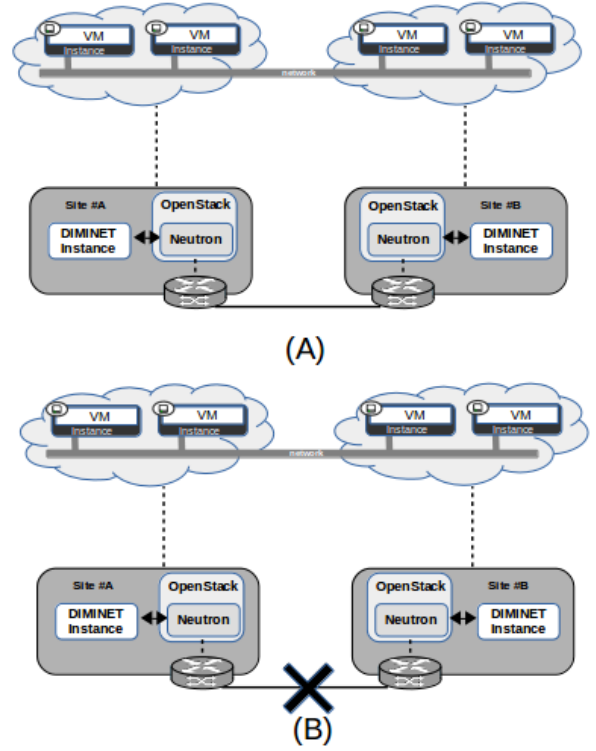 VM
VM
VM
VM
Instance
Instance
Instance
Instance
network
Site #A
OpenStack
OpenStack
Site #B
DIMINET
Instance
Neutron
Neutron
DIMINET
Instance
(A)
VM
VM
VM
VM
Instance
Instance
Instance
Instance
network
Site #A
OpenStack
OpenStack
Site #B
DIMINET
Instance
Neutron
Neutron
DIMINET
Instance
(B)